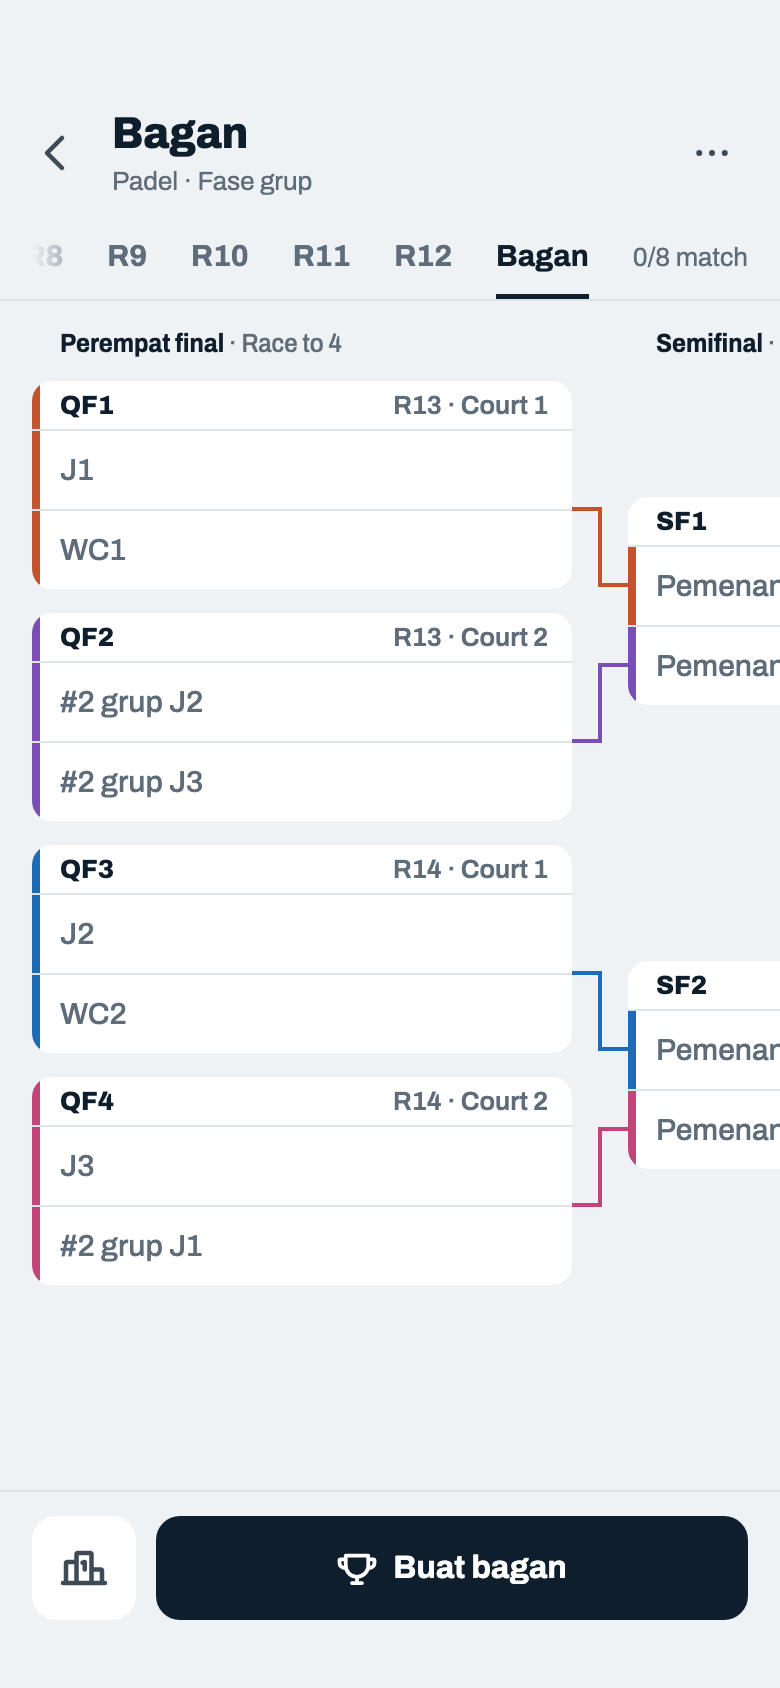 Bagan
Padel · Fase grup
R8 R9 R10 R11 R12 Bagan 0/8 match
Perempat final · Race to 4
Semifinal ·
QF1 R13 · Court 1
J1
WC1
SF1
Pemenan
Pemenan
QF2 R13 · Court 2
#2 grup J2
#2 grup J3
QF3 R14 · Court 1
J2
WC2
SF2
Pemenan
Pemenan
QF4 R14 · Court 2
J3
#2 grup J1
Buat bagan